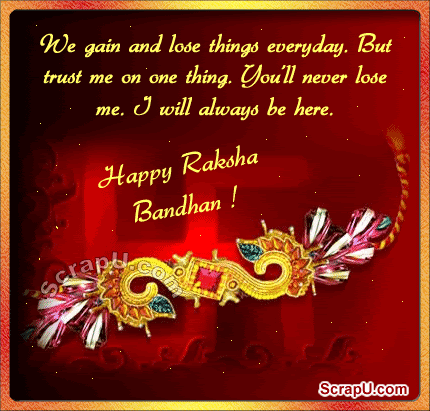 We gain and lose things everyday. But
trust me on one thing. You'll never lose
me. I will always be here.
Happy Raksha
Bandhan !
ScrapU.com
ScrapU.com